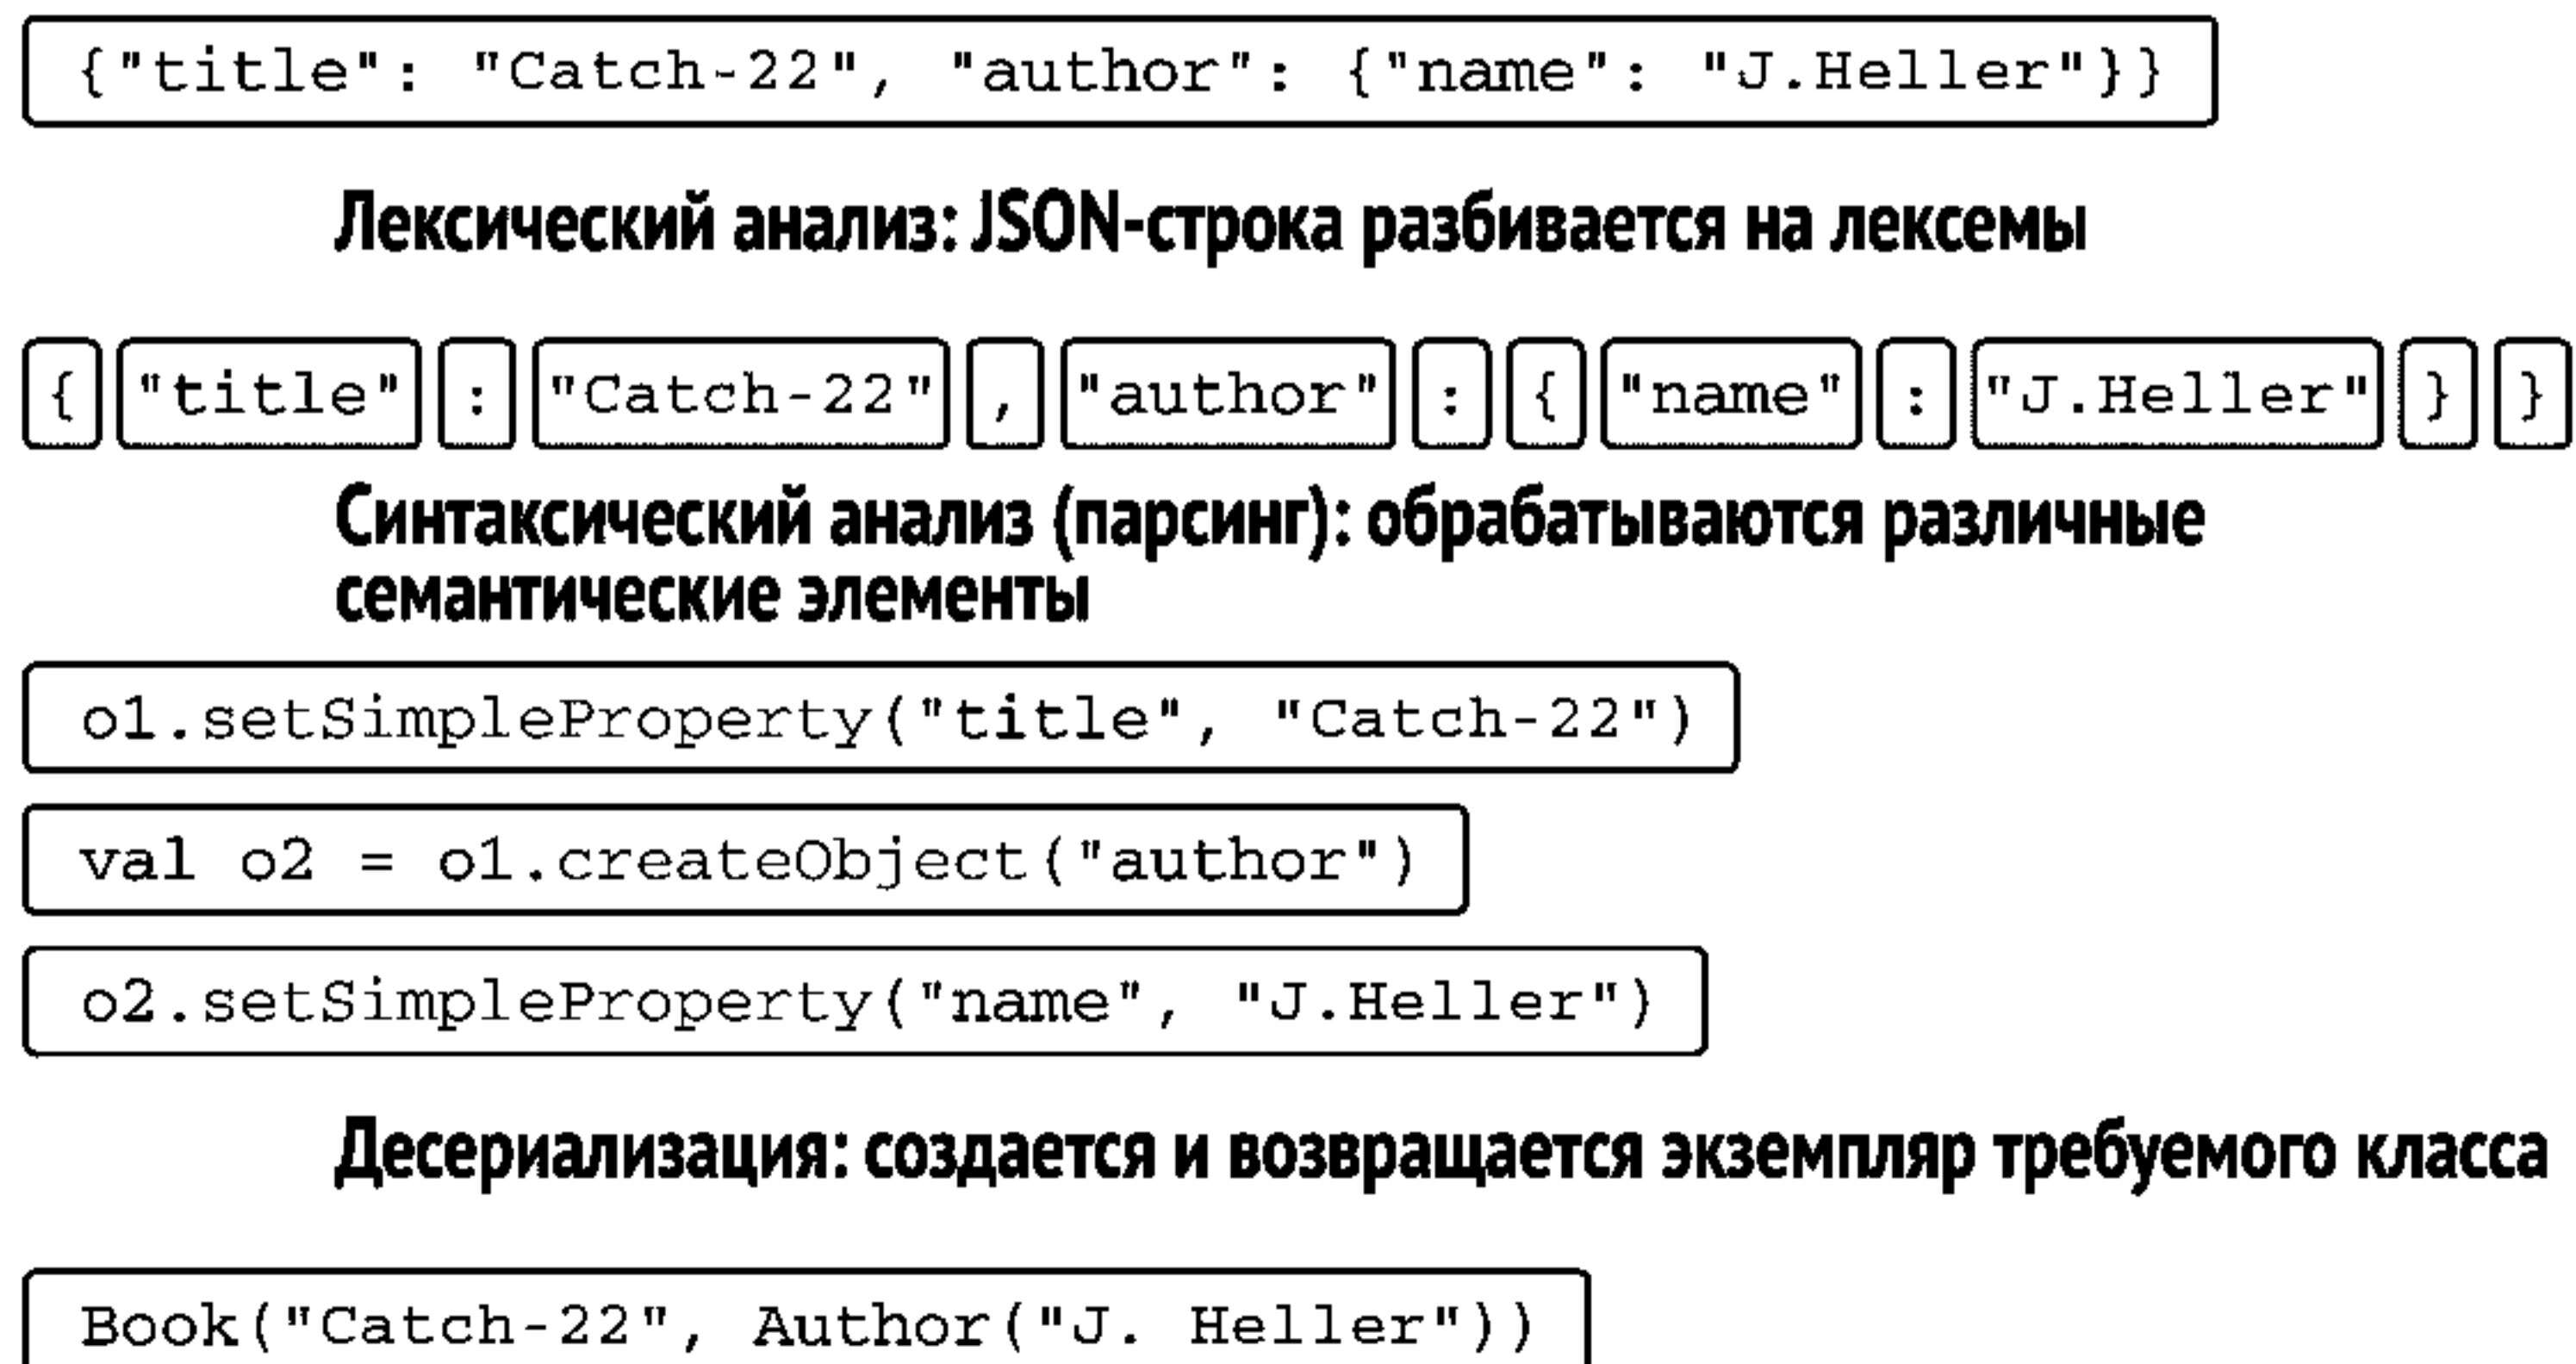 {"title": "Catch-22", "author": {"name": "J.Heller"}}
Лексический анализ: JSON-строка разбивается на лексемы
{ "title" : "Catch-22" , "author" : { "name" : "J.Heller" } }
Синтаксический анализ (парсинг): обрабатываются различные
семантические элементы
o1.setSimpleProperty("title", "Catch-22")
val o2 = o1.createObject("author")
o2.setSimpleProperty("name", "J.Heller")
Десериализация: создается и возвращается экземпляр требуемого класса
Book("Catch-22", Author("J. Heller"))